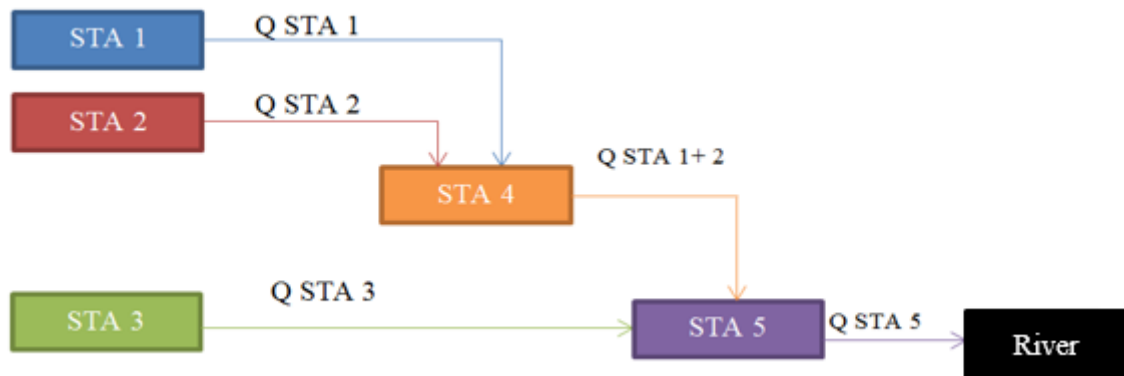 STA 1
Q STA 1
STA 2
Q STA 2
STA 4
Q STA 1+ 2
STA 3
Q STA 3
STA 5
Q STA 5
River